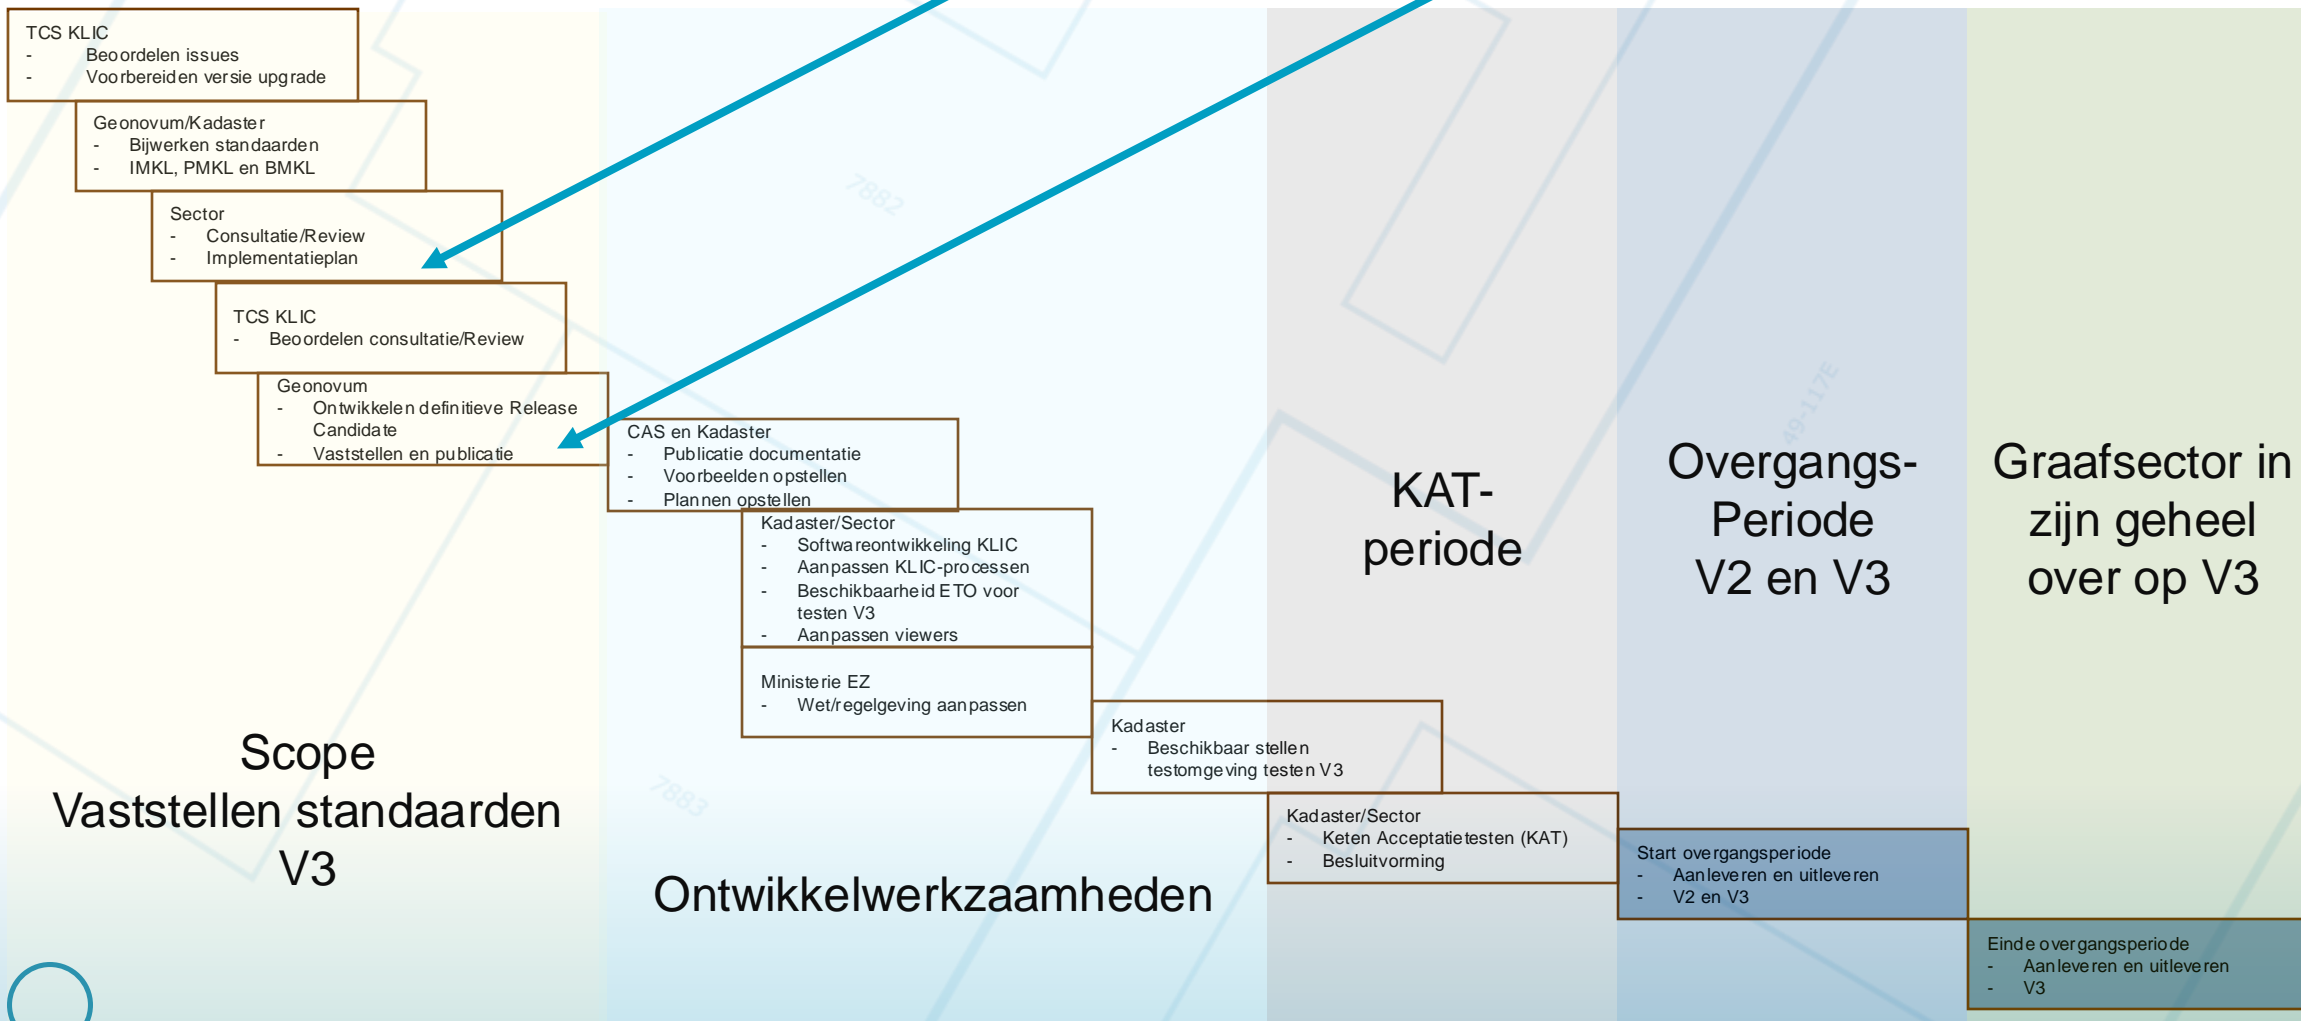 TCS KLIC
- Beoordelen issues
- Voorbereiden versie upgrade
Geonovum/Kadaster
- Bijwerken standaarden
- IMKL, PMKL en BMKL
Sector
- Consultatie/Review
- Implementatieplan
TCS KLIC
- Beoordelen consultatie/Review
Geonovum
- Ontwikkelen definitieve Release
Candidate
- Vaststellen en publicatie
CAS en Kadaster
- Publicatie documentatie
- Voorbeelden opstellen
- Plannen opstellen
Kadaster/Sector
- Softwareontwikkeling KLIC
- Aanpassen KLIC-processen
- Beschikbaarheid ETO voor
testen V3
- Aanpassen viewers
Ministerie EZ
- Wet/regelgeving aanpassen
Kadaster
- Beschikbaar stellen
testomgeving testen V3
Kadaster/Sector
- Keten Acceptatietesten (KAT)
- Besluitvorming
Start overgangsperiode
- Aanleveren en uitleveren
- V2 en V3
Einde overgangsperiode
- Aanleveren en uitleveren
- V3
Scope
Vaststellen standaarden
V3
Ontwikkelwerkzaamheden
KAT-
periode
Overgangs-
Periode
V2 en V3
Graafsector in
zijn geheel
over op V3
7882
7883
49-117E